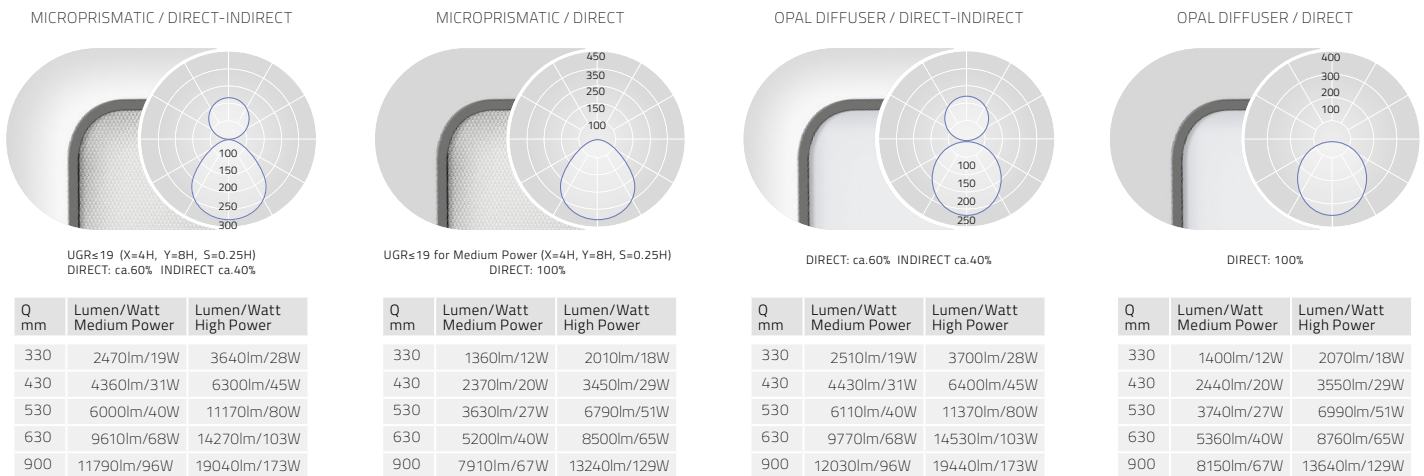 MICROPRISMATIC / DIRECT-INDIRECT
100
150
200
250
300
UGR≤19 (X=4H, Y=8H, S=0.25H)
DIRECT: ca.60% INDIRECT ca.40%
Q mm Lumen/Watt Medium Power Lumen/Watt High Power
330 2470lm/19W 3640lm/28W
430 4360lm/31W 6300lm/45W
530 6000lm/40W 11170lm/80W
630 9610lm/68W 14270lm/103W
900 11790lm/96W 19040lm/173W
MICROPRISMATIC / DIRECT
450
350
250
150
100
UGR≤19 for Medium Power (X=4H, Y=8H, S=0.25H)
DIRECT: 100%
Q mm Lumen/Watt Medium Power Lumen/Watt High Power
330 1360lm/12W 2010lm/18W
430 2370lm/20W 3450lm/29W
530 3630lm/27W 6790lm/51W
630 5200lm/40W 8500lm/65W
900 7910lm/67W 13240lm/129W
OPAL DIFFUSER / DIRECT-INDIRECT
100
150
200
250
DIRECT: ca.60% INDIRECT ca.40%
Q mm Lumen/Watt Medium Power Lumen/Watt High Power
330 2510lm/19W 3700lm/28W
430 4430lm/31W 6400lm/45W
530 6110lm/40W 11370lm/80W
630 9770lm/68W 14530lm/103W
900 12030lm/96W 19440lm/173W
OPAL DIFFUSER / DIRECT
400
300
200
100
DIRECT: 100%
Q mm Lumen/Watt Medium Power Lumen/Watt High Power
330 1400lm/12W 2070lm/18W
430 2440lm/20W 3550lm/29W
530 3740lm/27W 6990lm/51W
630 5360lm/40W 8760lm/65W
900 8150lm/67W 13640lm/129W